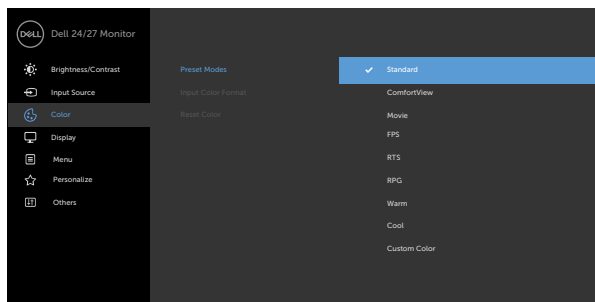 DELL Dell 24/27 Monitor
Brightness/Contrast Preset Modes Standard
Input Source Input Color Format ComfortView
Color Reset Color Movie
Display FPS
Menu RTS
Personalize RPG
Others Warm
Cool
Custom Color